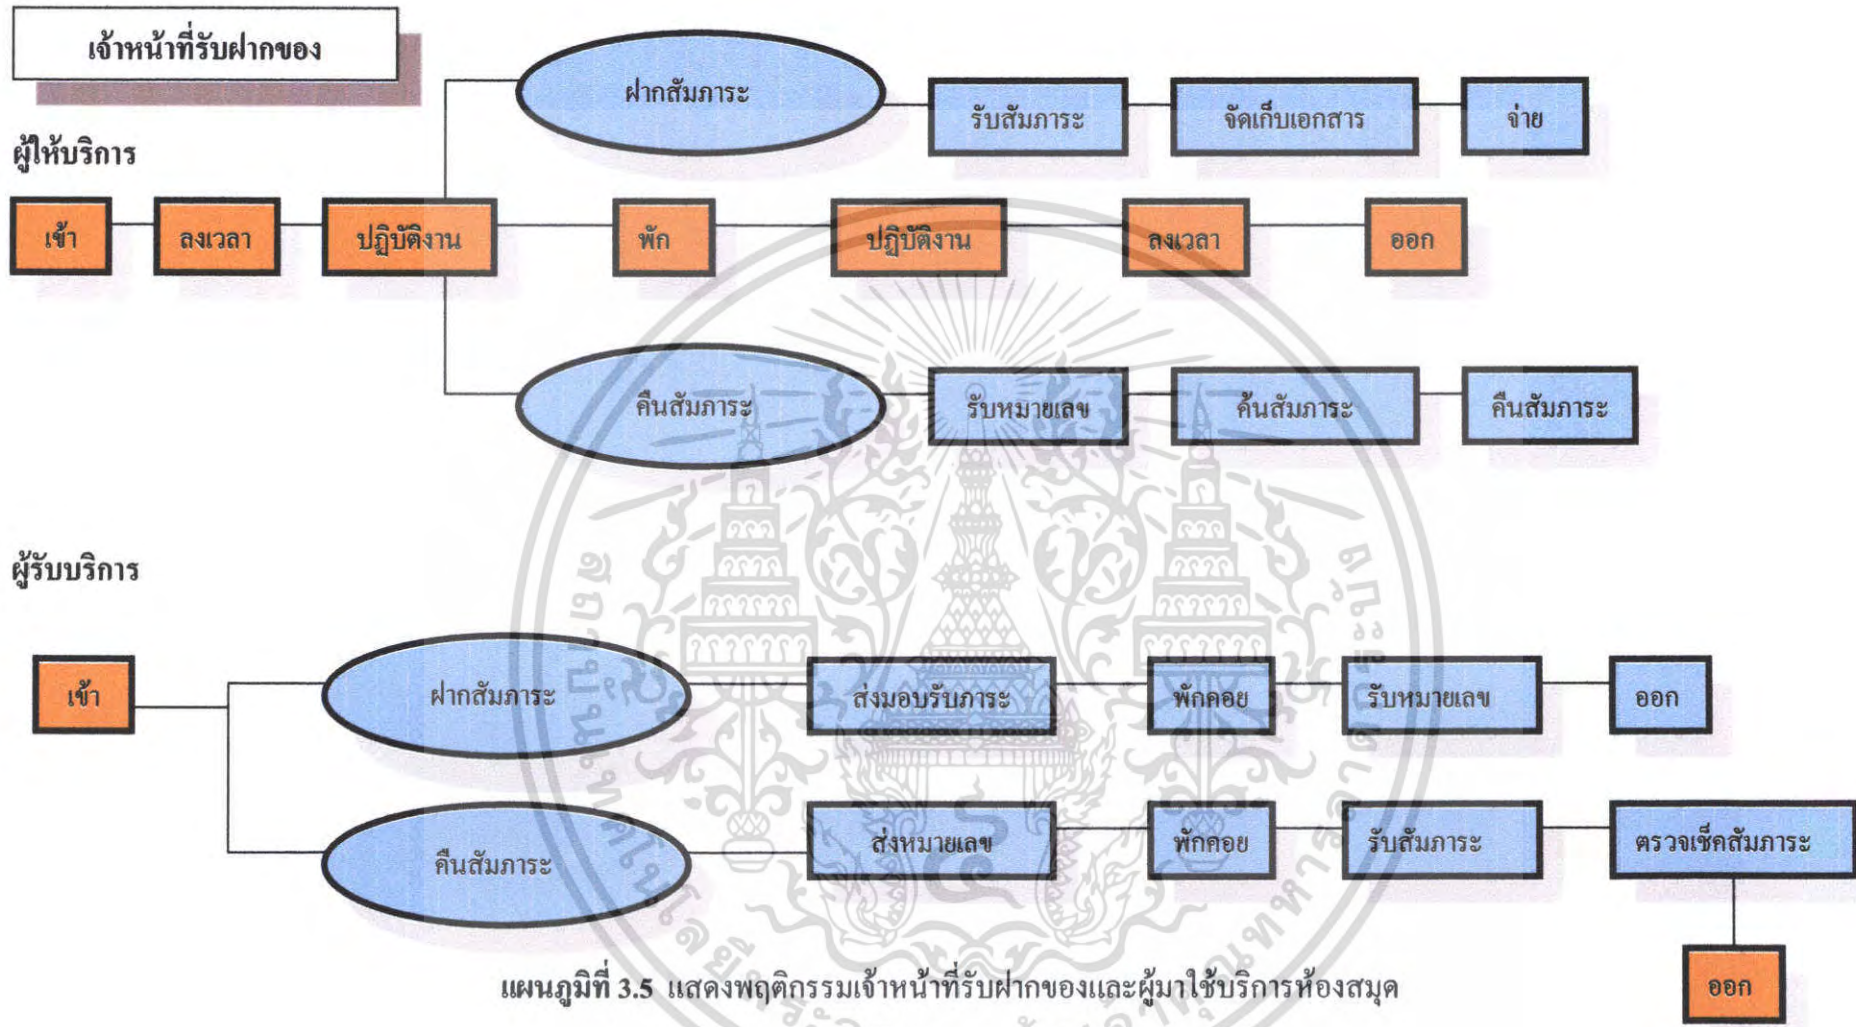 เจ้าหน้าที่รับฝากของ
ฝากสัมภาระ
รับสัมภาระ
จัดเก็บเอกสาร
จ่าย
ผู้ให้บริการ
เข้า
ลงเวลา
ปฏิบัติงาน
พัก
ปฏิบัติงาน
ลงเวลา
ออก
คืนสัมภาระ
รับหมายเลข
ค้นสัมภาระ
คืนสัมภาระ
ผู้รับบริการ
เข้า
ฝากสัมภาระ
ส่งมอบรับภาระ
พักคอย
รับหมายเลข
ออก
คืนสัมภาระ
ส่งหมายเลข
พักคอย
รับสัมภาระ
ตรวจเช็คสัมภาระ
ออก
แผนภูมิที่ 3.5 แสดงพฤติกรรมเจ้าหน้าที่รับฝากของและผู้มาใช้บริการห้องสมุด